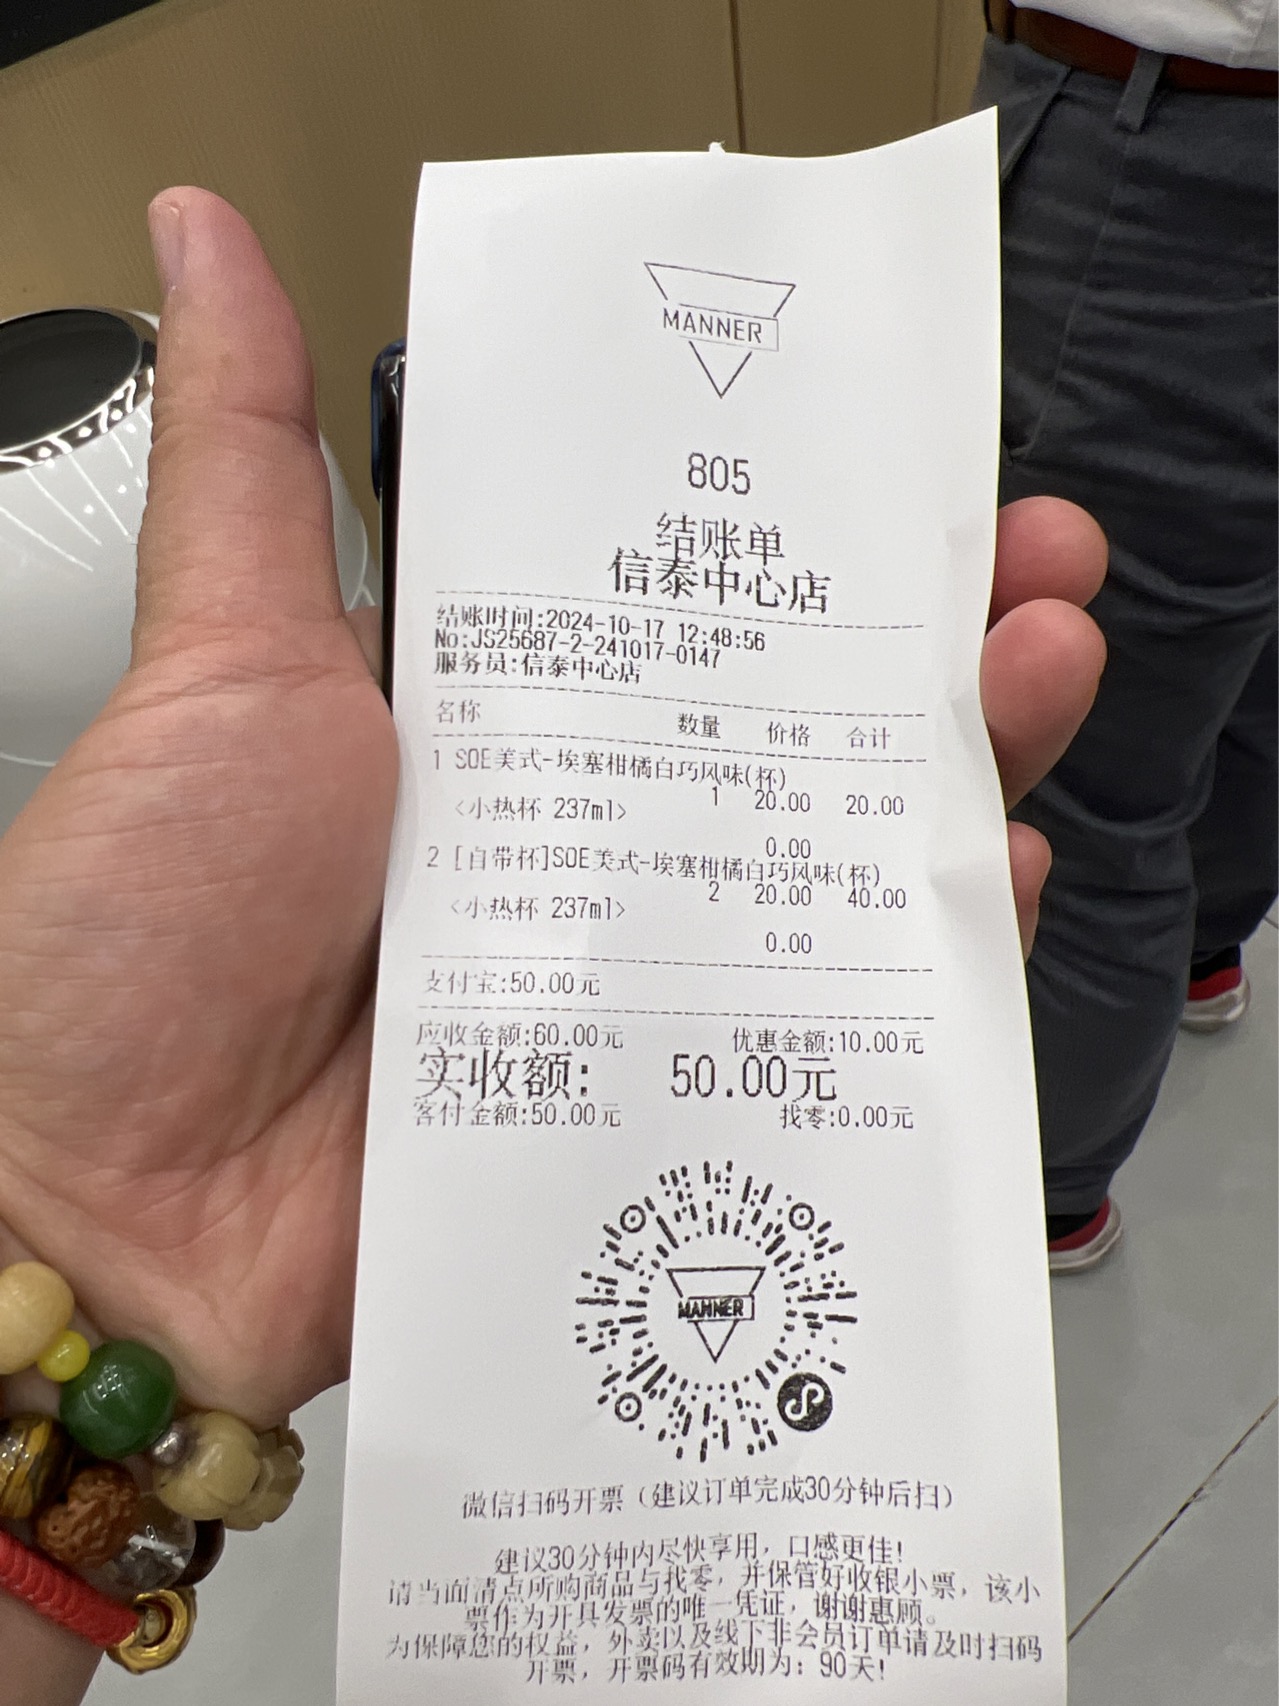 MANNER
805
结账单
信泰中心店
结账时间:2024-10-17 12:48:56
No:JS25687-2-241017-0147
服务员:信泰中心店
名称 数量 价格 合计
1 SOE美式-埃塞柑橘白巧风味(杯)
<小热杯 237ml> 1 20.00 20.00
0.00
2 [自带杯]SOE美式-埃塞柑橘白巧风味(杯)
<小热杯 237ml> 2 20.00 40.00
0.00
支付宝:50.00元
应收金额:60.00元 优惠金额:10.00元
实收额: 50.00元
客付金额:50.00元 找零:0.00元
MANNER
微信扫码开票（建议订单完成30分钟后扫）
建议30分钟内尽快享用，口感更佳!
请当面清点所购商品与找零，并保管好收银小票，该小
票作为开具发票的唯一凭证，谢谢惠顾。
为保障您的权益，外卖以及线下非会员订单请及时扫码
开票，开票码有效期为：90天!